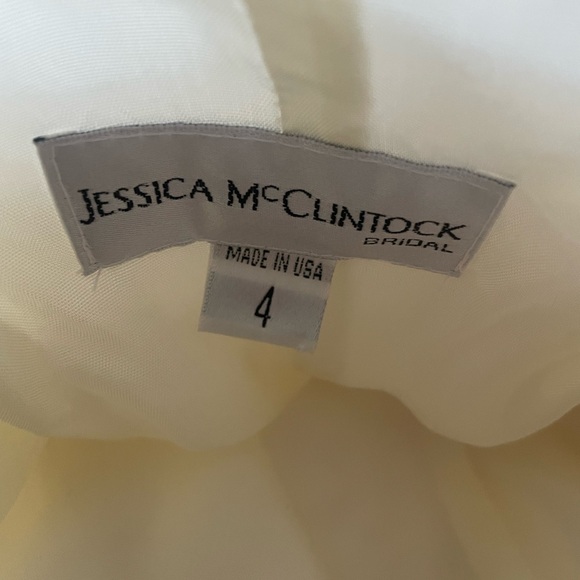 JESSICA MCCLINTOCK
BRIDAL
MADE IN USA
4